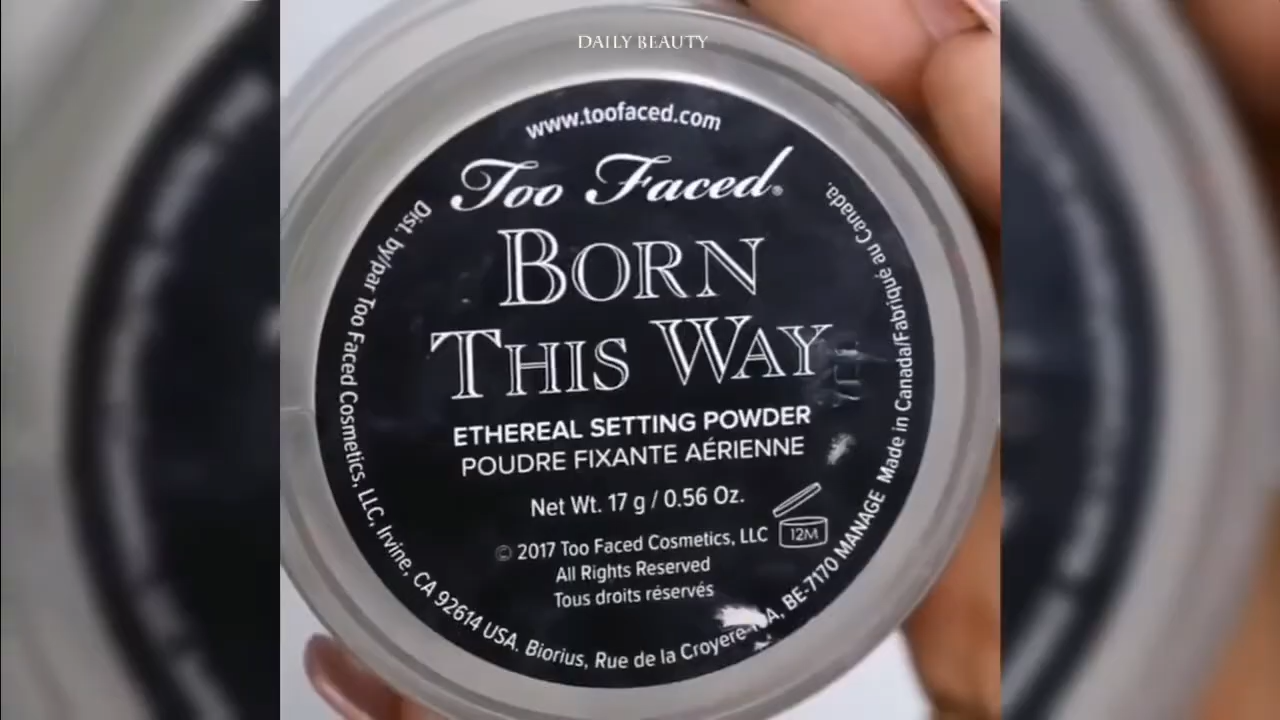 DAILY BEAUTY
www.toofaced.com
Too Faced®
BORN
THIS WAY
ETHEREAL SETTING POWDER
POUDRE FIXANTE AÉRIENNE
Net Wt. 17 g / 0.56 Oz.
© 2017 Too Faced Cosmetics, LLC
12M
All Rights Reserved
Tous droits réservés
Dist. by/par Too Faced Cosmetics, LLC, Irvine, CA 92614 USA. Biorius, Rue de la Croyere BE-7170 MANAGE Made in Canada/Fabriqué au Canada.